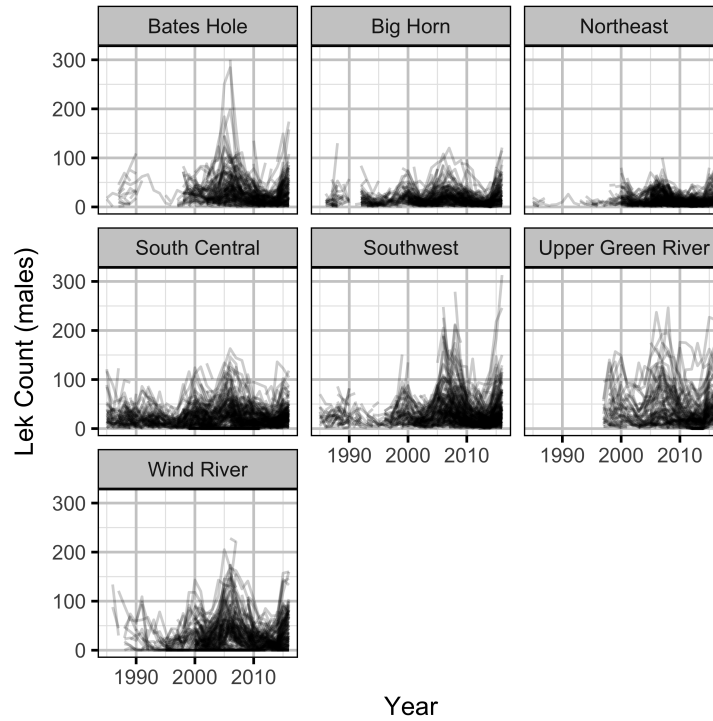 Bates Hole Big Horn Northeast
300
200
100
0
South Central Southwest Upper Green River
300
200
100
0
1990 2000 2010 1990 2000 2010
Wind River
300
200
100
0
1990 2000 2010
Lek Count (males)
Year